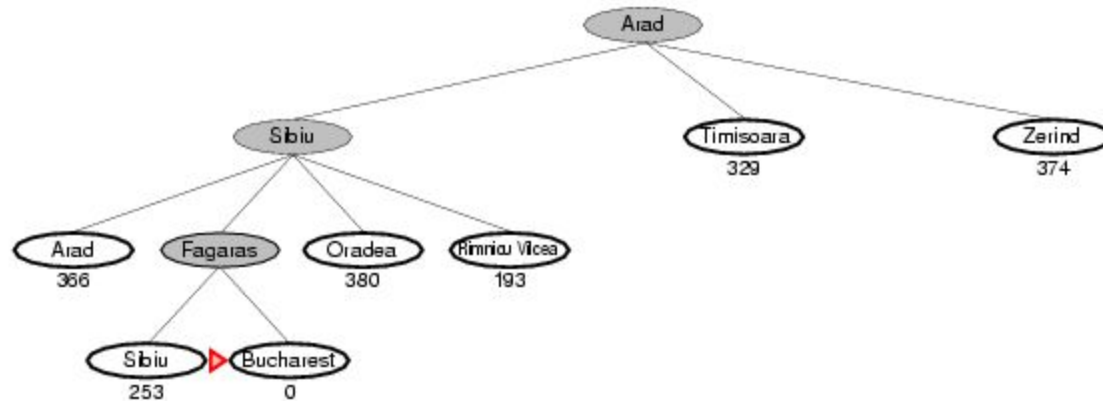 Arad
Sibiu
Timisoara
Zerind
329
374
Arad
Fagaras
Oradea
Rimnicu Vilcea
366
380
193
Sibiu
Bucharest
253
0